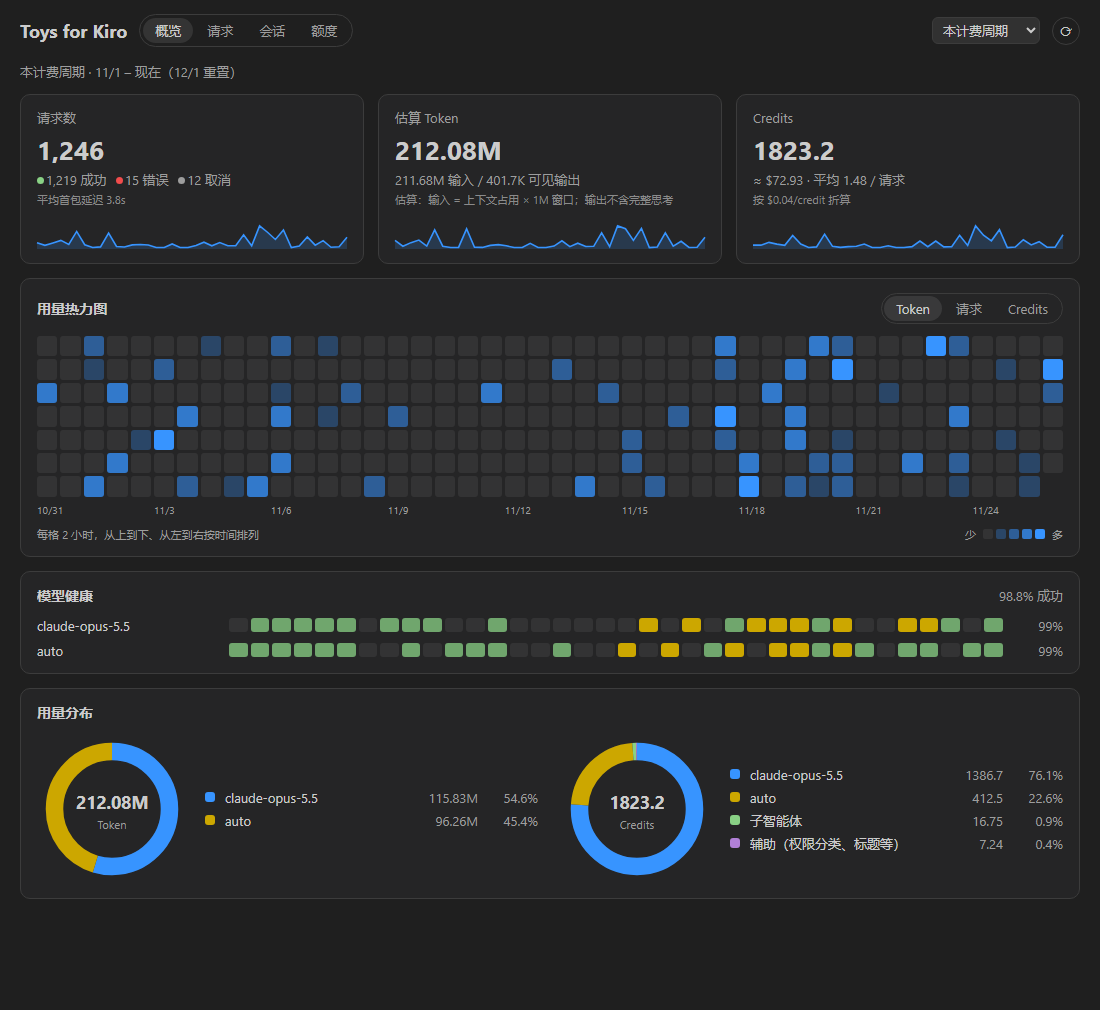 Toys for Kiro
概览 请求 会话 额度
本计费周期
本计费周期 · 11/1 – 现在（12/1 重置）
请求数
1,246
1,219 成功 15 错误 12 取消
平均首包延迟 3.8s
估算 Token
212.08M
211.68M 输入 / 401.7K 可见输出
估算：输入 = 上下文占用 × 1M 窗口；输出不含完整思考
Credits
1823.2
≈ $72.93 · 平均 1.48 / 请求
按 $0.04/credit 折算
用量热力图
Token 请求 Credits
10/31 11/3 11/6 11/9 11/12 11/15 11/18 11/21 11/24
每格 2 小时，从上到下、从左到右按时间排列
少 多
模型健康 98.8% 成功
claude-opus-5.5 99%
auto 99%
用量分布
212.08M
Token
claude-opus-5.5 115.83M 54.6%
auto 96.26M 45.4%
1823.2
Credits
claude-opus-5.5 1386.7 76.1%
auto 412.5 22.6%
子智能体 16.75 0.9%
辅助（权限分类、标题等） 7.24 0.4%